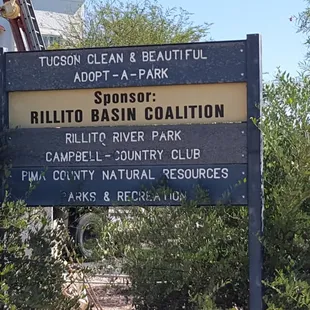 TUCSON CLEAN & BEAUTIFUL
ADOPT-A-PARK
Sponsor:
RILLITO BASIN COALITION
RILLITO RIVER PARK
CAMPBELL - COUNTRY CLUB
PIMA COUNTY NATURAL RESOURCES
PARKS & RECREATION